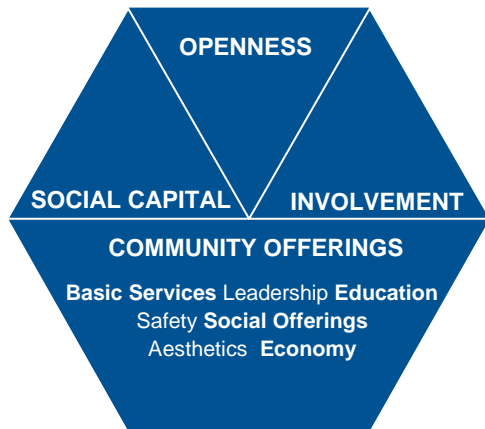 OPENNESS
SOCIAL CAPITAL
INVOLVEMENT
COMMUNITY OFFERINGS
Basic Services Leadership Education
Safety Social Offerings
Aesthetics Economy